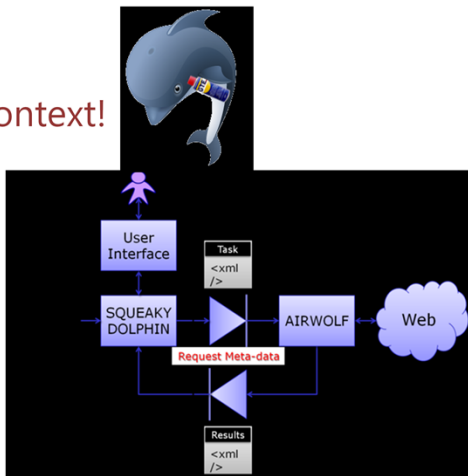 ontext!
User
Interface
Task
<xml
/>
SQUEAKY
DOLPHIN
AIRWOLF
Web
Request Meta-data
Results
<xml
/>